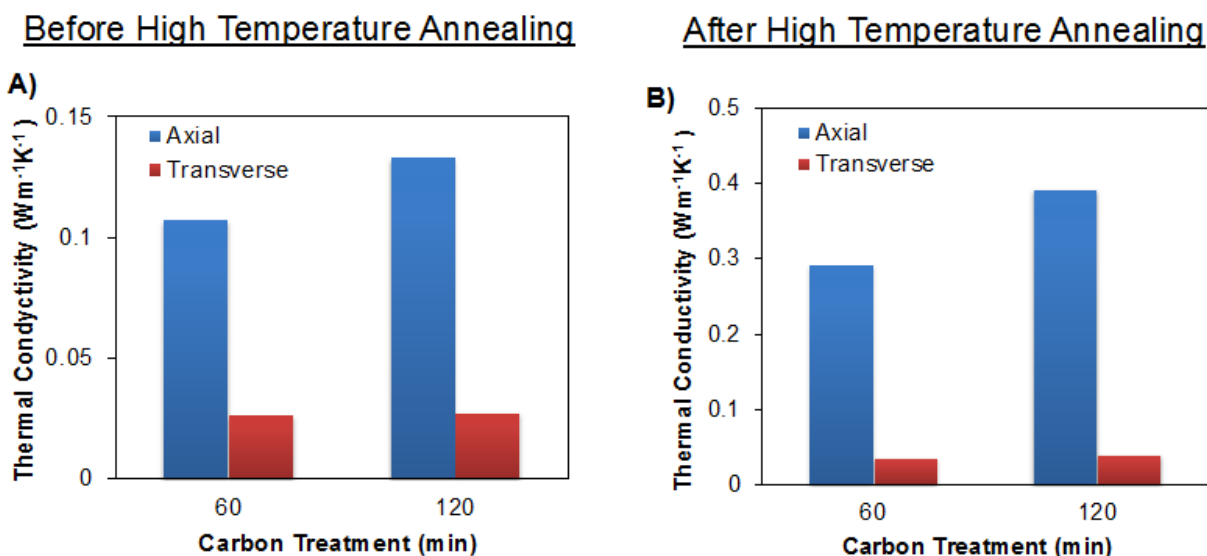 Before High Temperature Annealing
A)
Thermal Condyctivity (Wm⁻¹K⁻¹)
0.15
0.1
0.05
0
Axial
Transverse
60
120
Carbon Treatment (min)
After High Temperature Annealing
B)
Thermal Conductivity (Wm⁻¹K⁻¹ )
0.5
0.4
0.3
0.2
0.1
0
Axial
Transverse
60
120
Carbon Treatment (min)